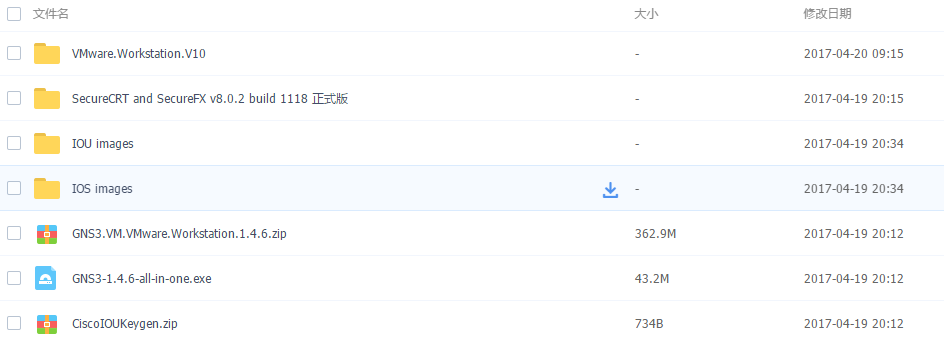 文件名 大小 修改日期
VMware.Workstation.V10 - 2017-04-20 09:15
SecureCRT and SecureFX v8.0.2 build 1118 正式版 - 2017-04-19 20:15
IOU images - 2017-04-19 20:34
IOS images - 2017-04-19 20:34
GNS3.VM.VMware.Workstation.1.4.6.zip 362.9M 2017-04-19 20:12
GNS3-1.4.6-all-in-one.exe 43.2M 2017-04-19 20:12
CiscoIOUKeygen.zip 734B 2017-04-19 20:12